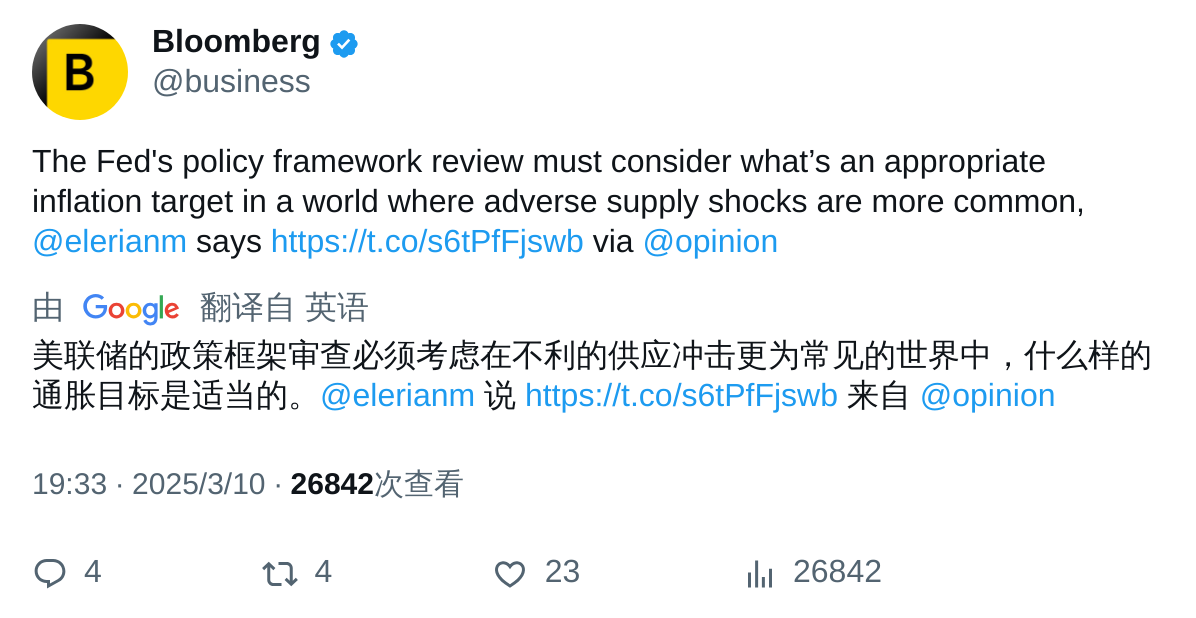 B
Bloomberg
@business
The Fed's policy framework review must consider what’s an appropriate
inflation target in a world where adverse supply shocks are more common,
@elerianm says https://t.co/s6tPfFjswb via @opinion
由 Google 翻译自 英语
美联储的政策框架审查必须考虑在不利的供应冲击更为常见的世界中，什么样的
通胀目标是适当的。@elerianm 说 https://t.co/s6tPfFjswb 来自 @opinion
19:33 · 2025/3/10 · 26842次查看
4 4 23 26842